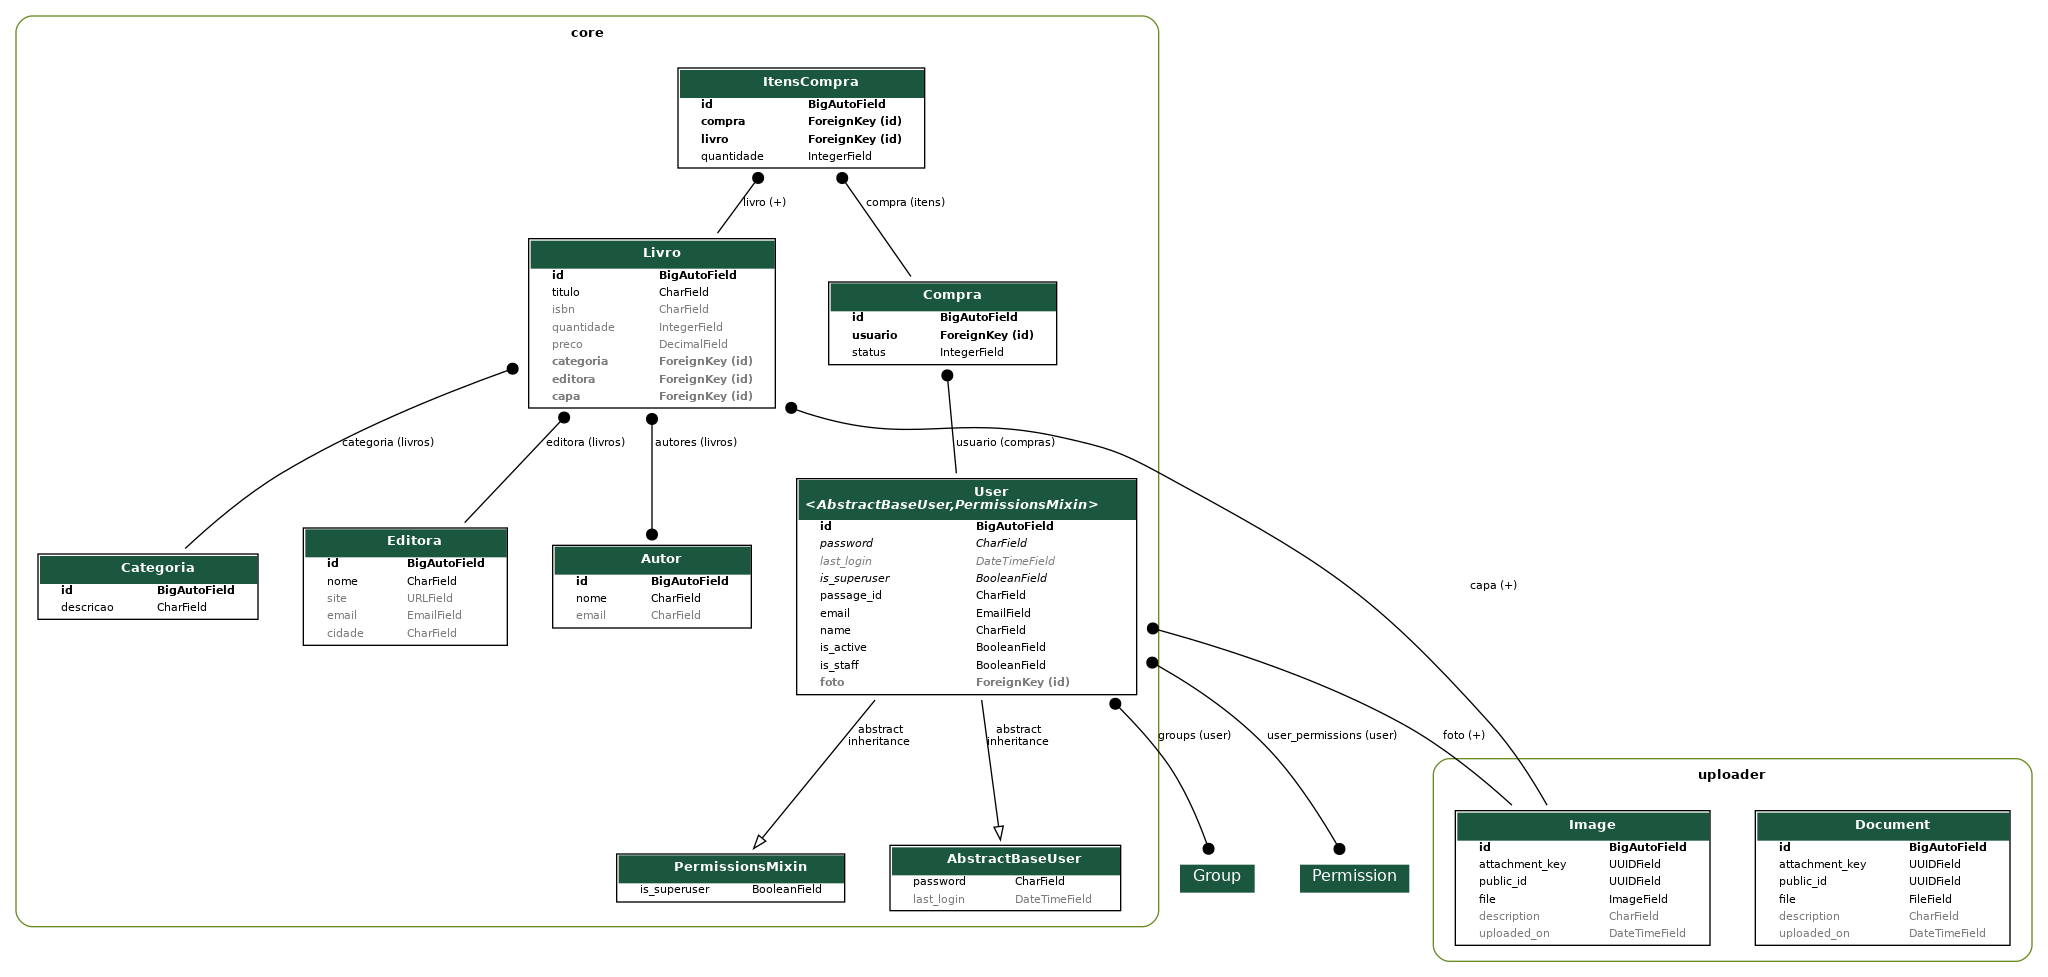 core
ItensCompra
id BigAutoField
compra ForeignKey (id)
livro ForeignKey (id)
quantidade IntegerField
livro (+)
compra (itens)
Livro
id BigAutoField
titulo CharField
isbn CharField
quantidade IntegerField
preco DecimalField
categoria ForeignKey (id)
editora ForeignKey (id)
capa ForeignKey (id)
Compra
id BigAutoField
usuario ForeignKey (id)
status IntegerField
categoria (livros)
editora (livros)
autores (livros)
usuario (compras)
Categoria
id BigAutoField
descricao CharField
Editora
id BigAutoField
nome CharField
site URLField
email EmailField
cidade CharField
Autor
id BigAutoField
nome CharField
email CharField
User
<AbstractBaseUser,PermissionsMixin>
id BigAutoField
password CharField
last_login DateTimeField
is_superuser BooleanField
passage_id CharField
email EmailField
name CharField
is_active BooleanField
is_staff BooleanField
foto ForeignKey (id)
capa (+)
abstract
inheritance
abstract
inheritance
groups (user)
user_permissions (user)
foto (+)
PermissionsMixin
is_superuser BooleanField
AbstractBaseUser
password CharField
last_login DateTimeField
Group
Permission
uploader
Image
id BigAutoField
attachment_key UUIDField
public_id UUIDField
file ImageField
description CharField
uploaded_on DateTimeField
Document
id BigAutoField
attachment_key UUIDField
public_id UUIDField
file FileField
description CharField
uploaded_on DateTimeField